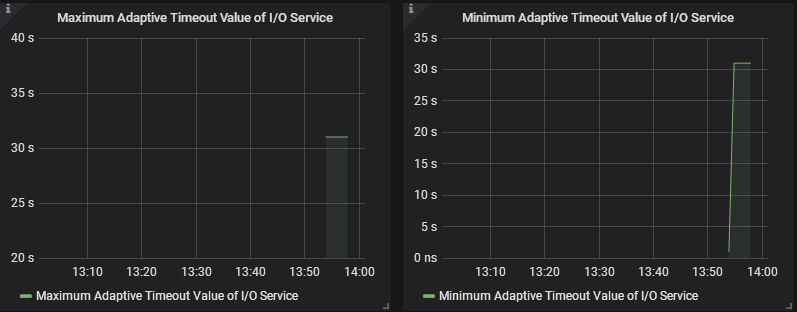 Maximum Adaptive Timeout Value of I/O Service
40 s
35 s
30 s
25 s
20 s
13:10 13:20 13:30 13:40 13:50 14:00
Maximum Adaptive Timeout Value of I/O Service
Minimum Adaptive Timeout Value of I/O Service
35 s
30 s
25 s
20 s
15 s
10 s
5 s
0 ns
13:10 13:20 13:30 13:40 13:50 14:00
Minimum Adaptive Timeout Value of I/O Service